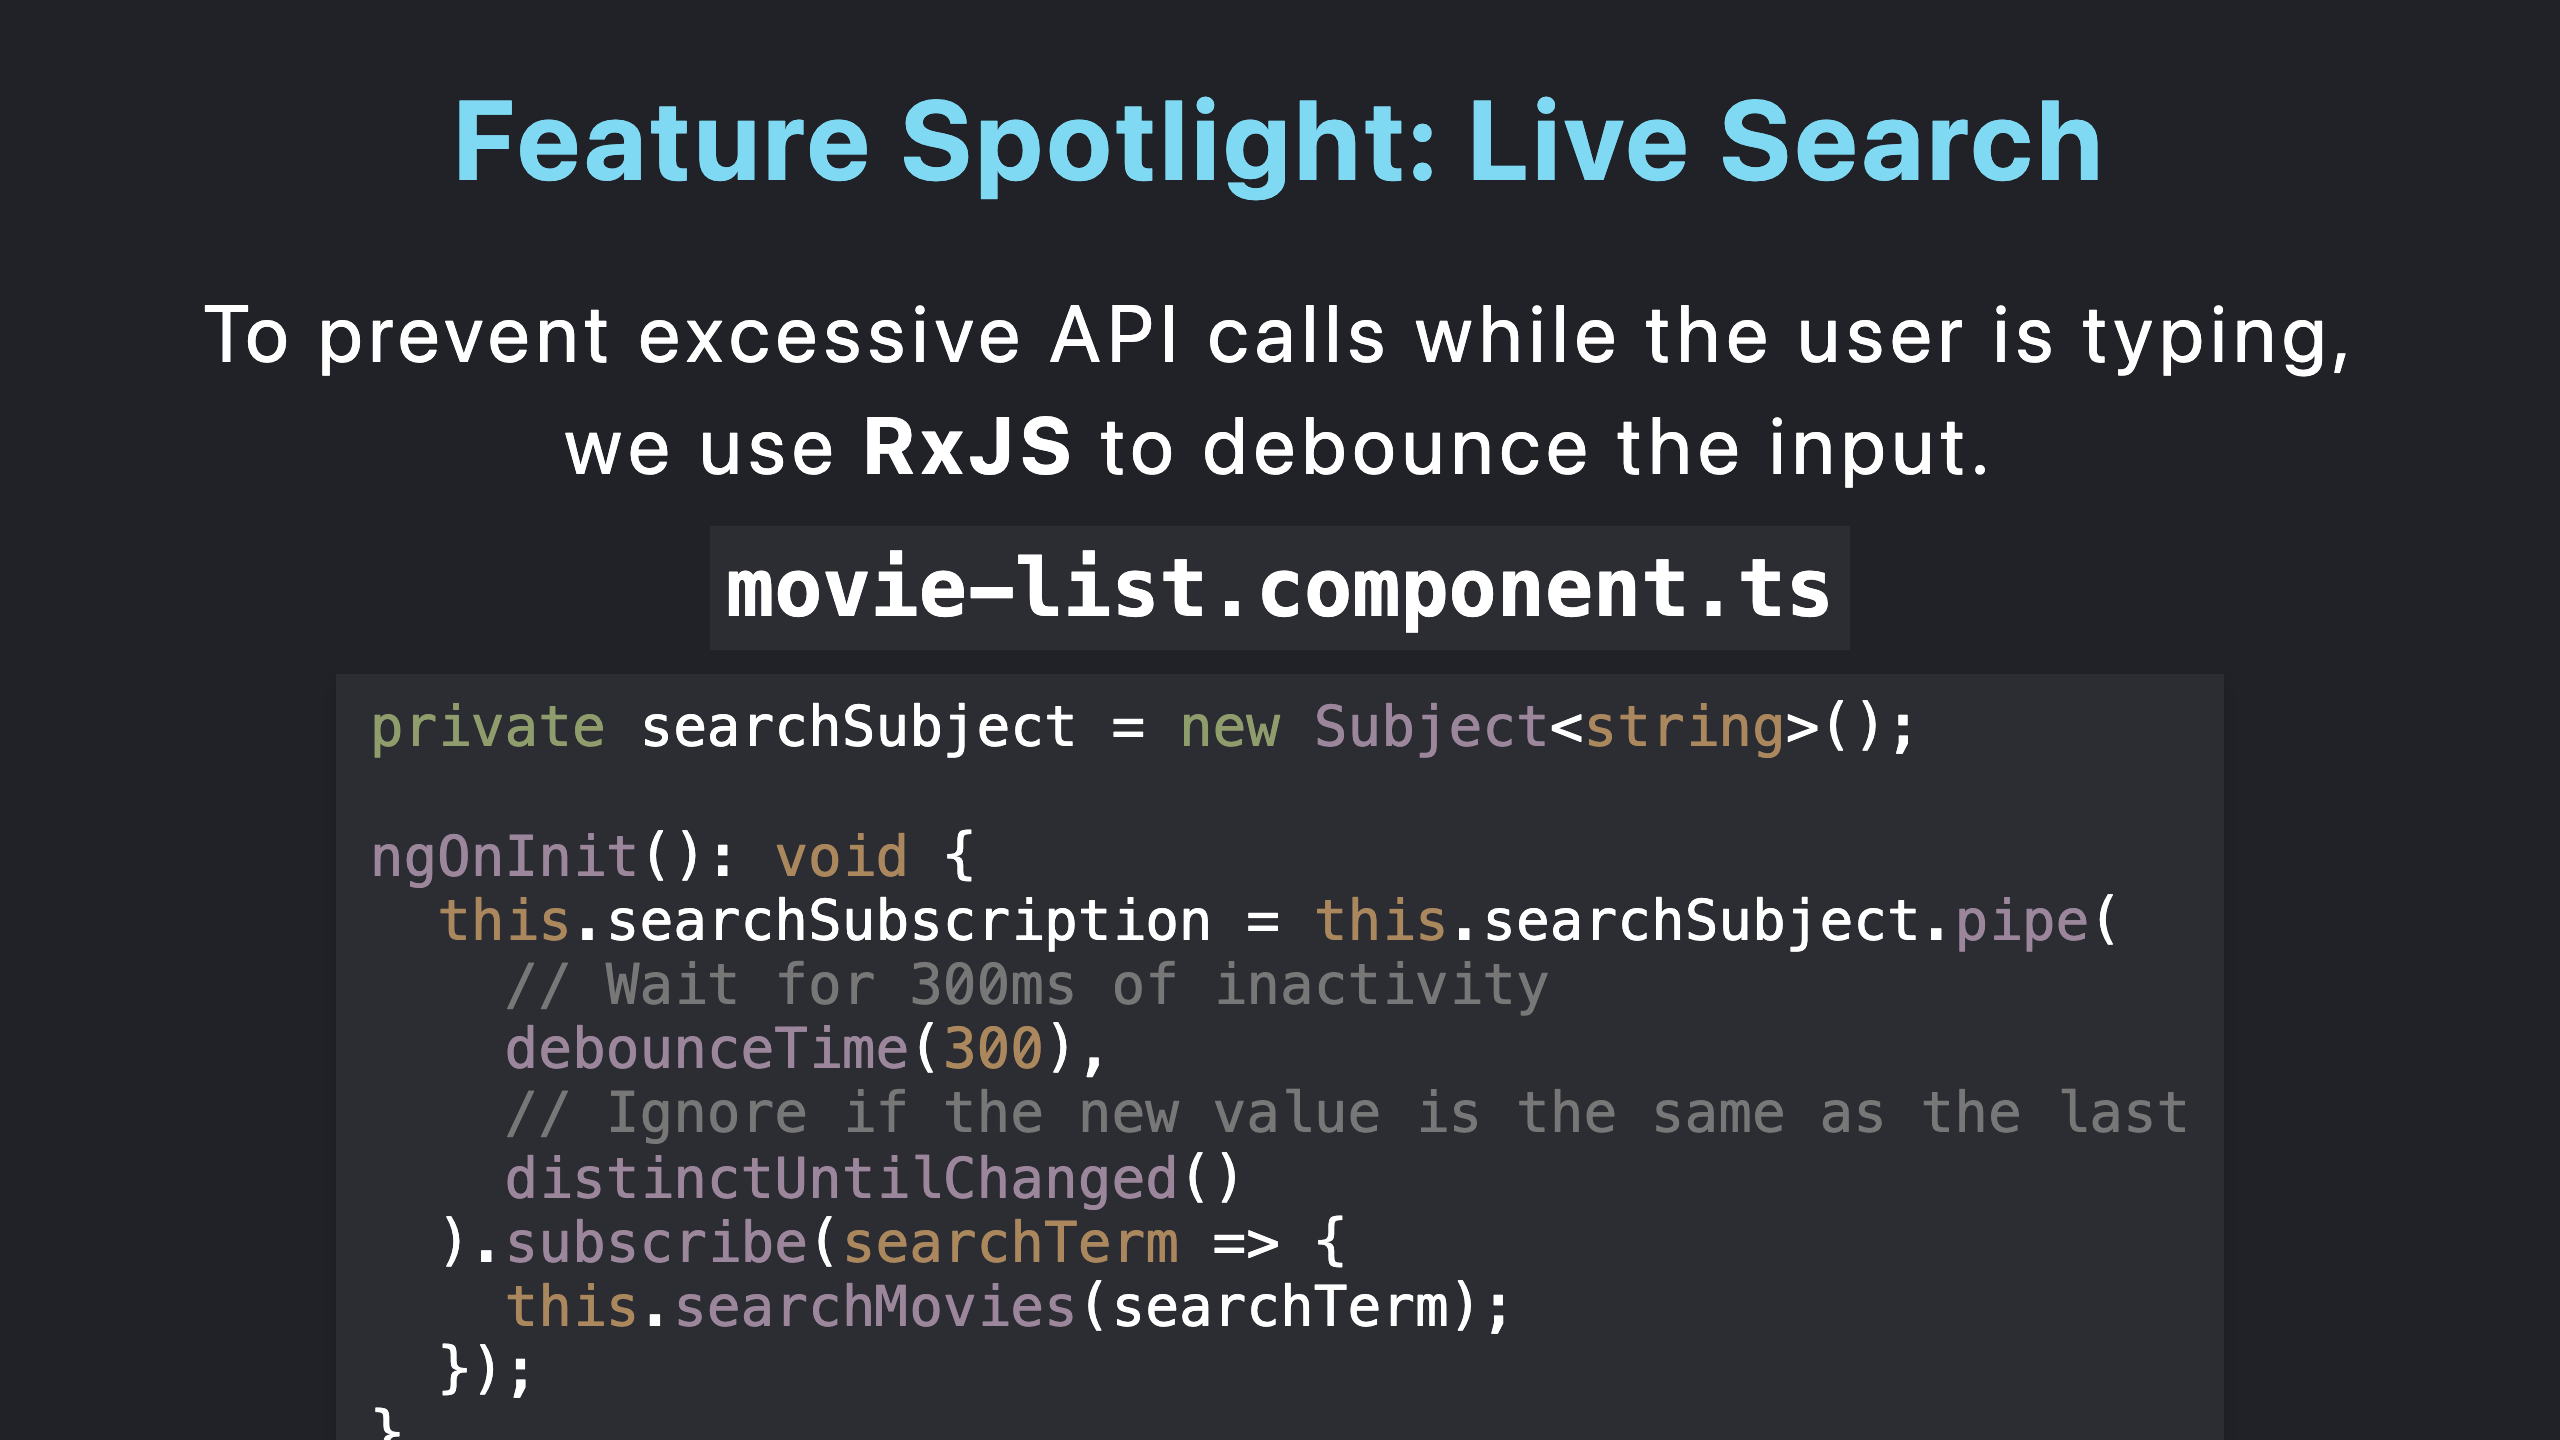 Feature Spotlight: Live Search
To prevent excessive API calls while the user is typing,
we use RxJS to debounce the input.
movie-list.component.ts
private searchSubject = new Subject<string>();
ngOnInit(): void {
  this.searchSubscription = this.searchSubject.pipe(
    // Wait for 300ms of inactivity
    debounceTime(300),
    // Ignore if the new value is the same as the last
    distinctUntilChanged()
  ).subscribe(searchTerm => {
    this.searchMovies(searchTerm);
  });
}